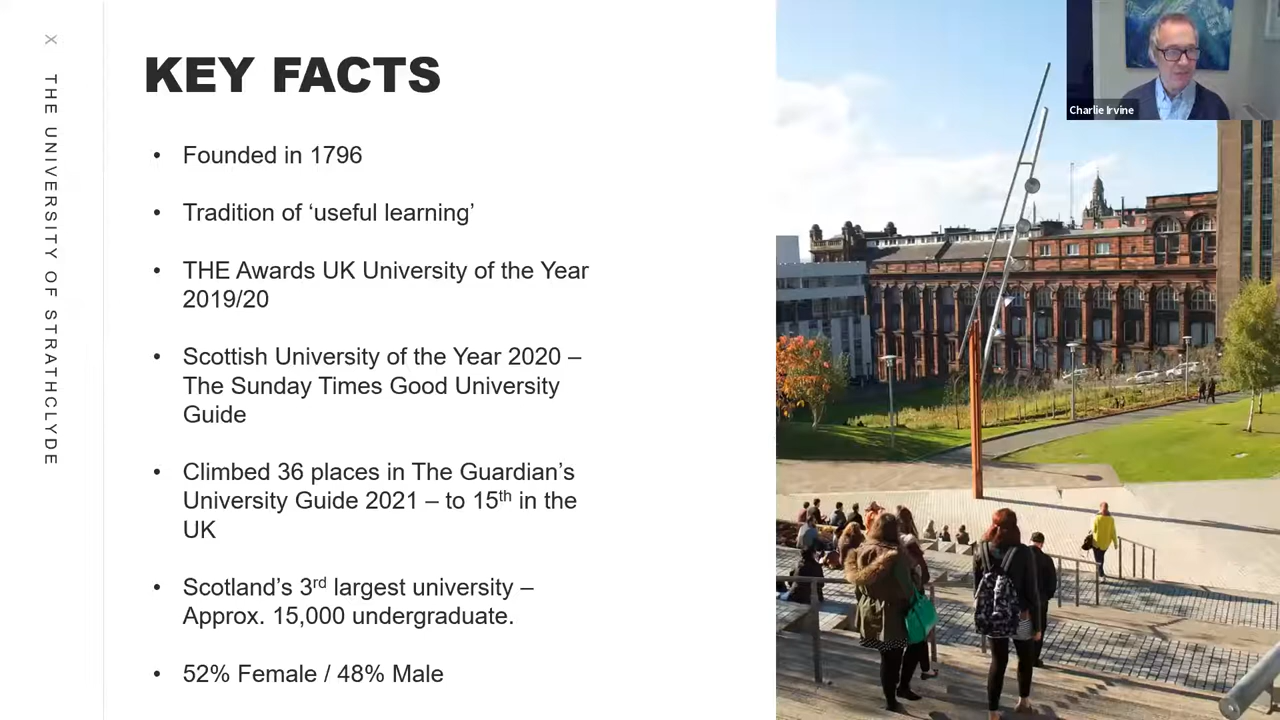 X THE UNIVERSITY OF STRATHCLYDE
KEY FACTS
• Founded in 1796
• Tradition of ‘useful learning’
• THE Awards UK University of the Year
2019/20
• Scottish University of the Year 2020 –
The Sunday Times Good University
Guide
• Climbed 36 places in The Guardian’s
University Guide 2021 – to 15th in the
UK
• Scotland’s 3rd largest university –
Approx. 15,000 undergraduate.
• 52% Female / 48% Male
Charlie Irvine